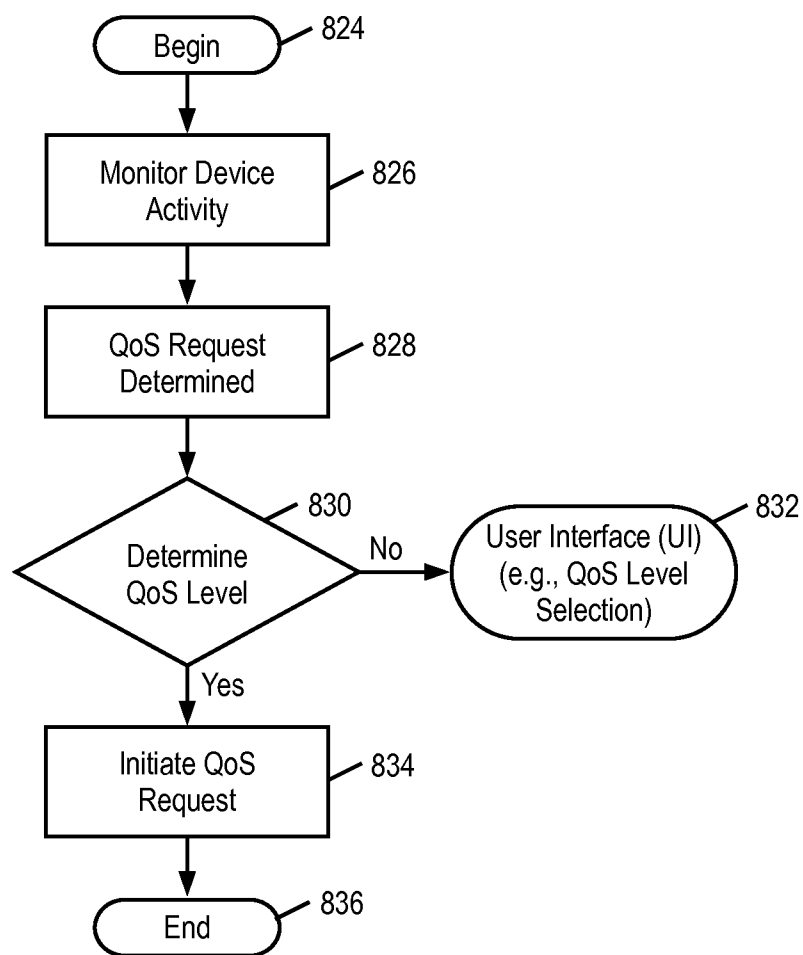 Begin
824
Monitor Device
Activity
826
QoS Request
Determined
828
830
Determine
QoS Level
No
User Interface (UI)
(e.g., QoS Level
Selection)
832
Yes
Initiate QoS
Request
834
End
836